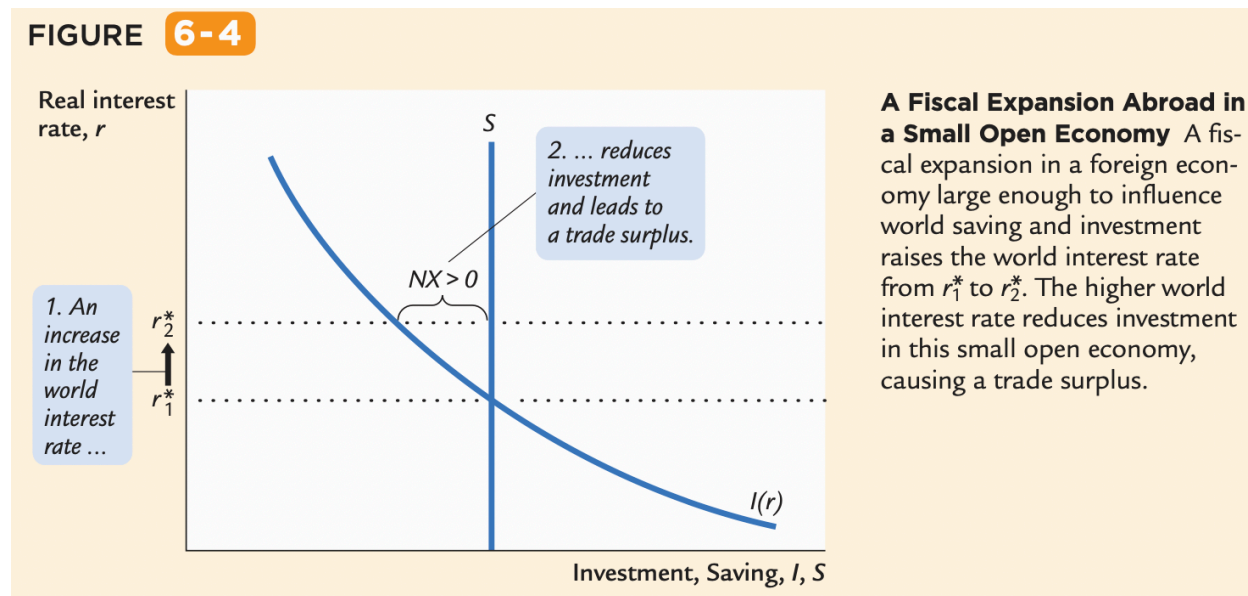 FIGURE 6-4
Real interest
rate, r
S
2. ... reduces
investment
and leads to
a trade surplus.
NX > 0
1. An
increase
in the
world
interest
rate ...
r*2
r*1
I(r)
Investment, Saving, I, S
A Fiscal Expansion Abroad in
a Small Open Economy A fis-
cal expansion in a foreign econ-
omy large enough to influence
world saving and investment
raises the world interest rate
from r*1 to r*2. The higher world
interest rate reduces investment
in this small open economy,
causing a trade surplus.